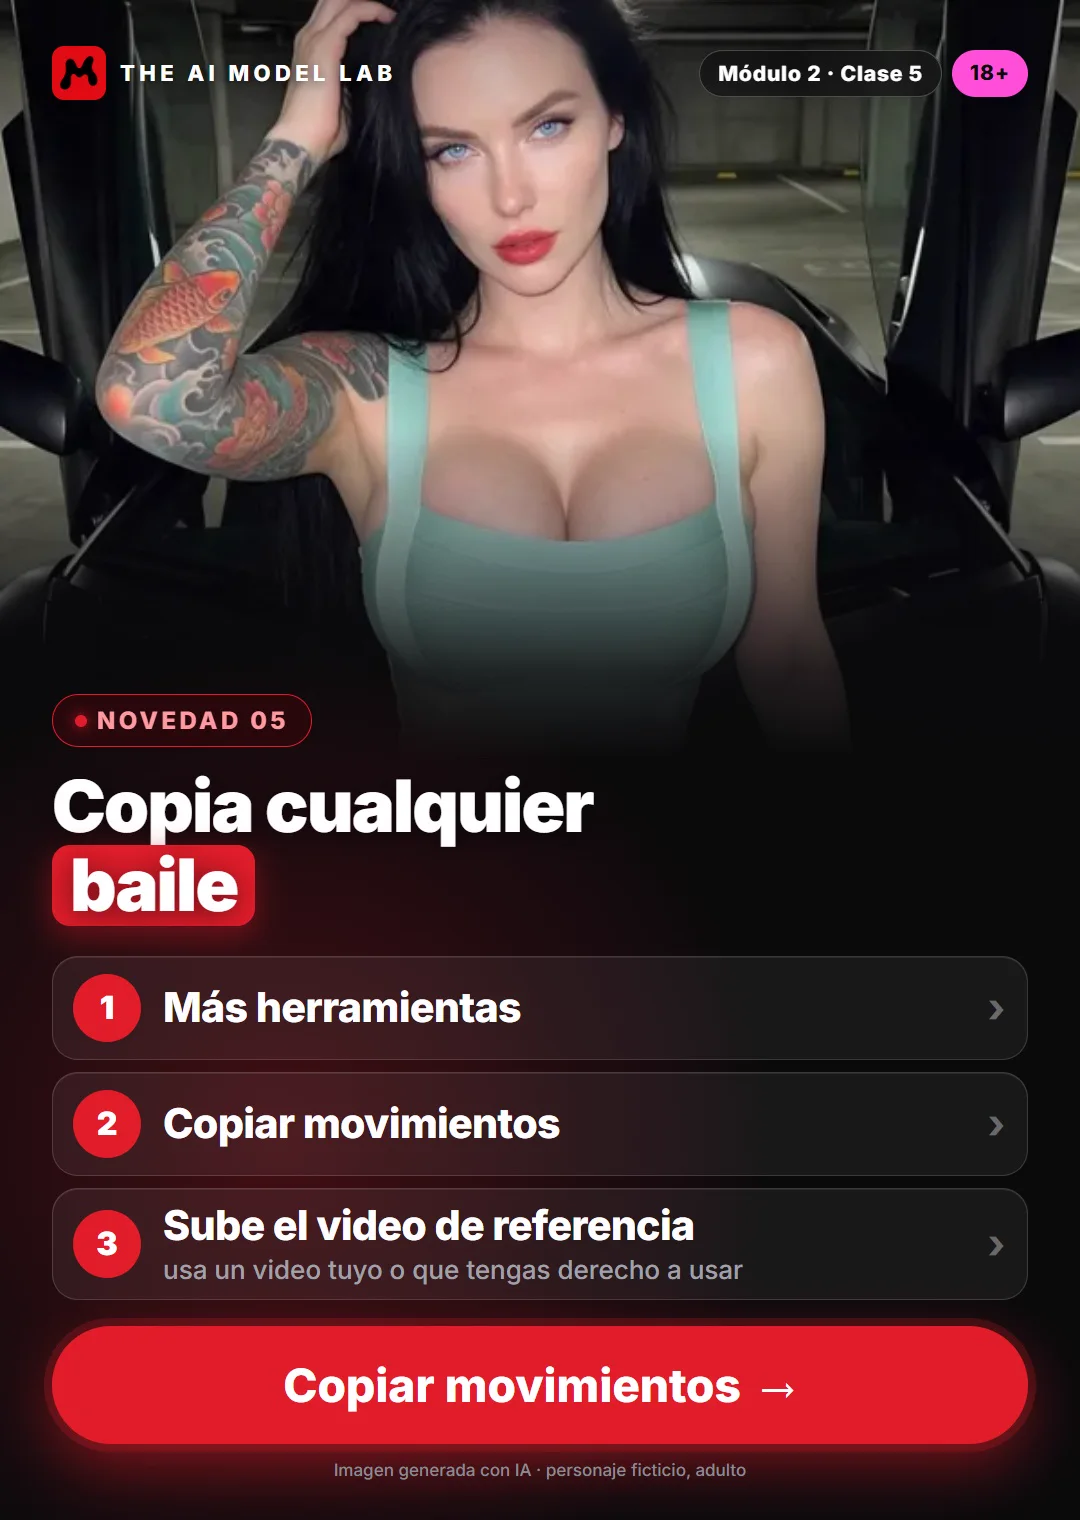 THE AI MODEL LAB
Módulo 2 · Clase 5
18+
NOVEDAD 05
Copia cualquier
baile
1 Más herramientas ›
2 Copiar movimientos ›
3 Sube el video de referencia ›
usa un video tuyo o que tengas derecho a usar
Copiar movimientos →
Imagen generada con IA · personaje ficticio, adulto